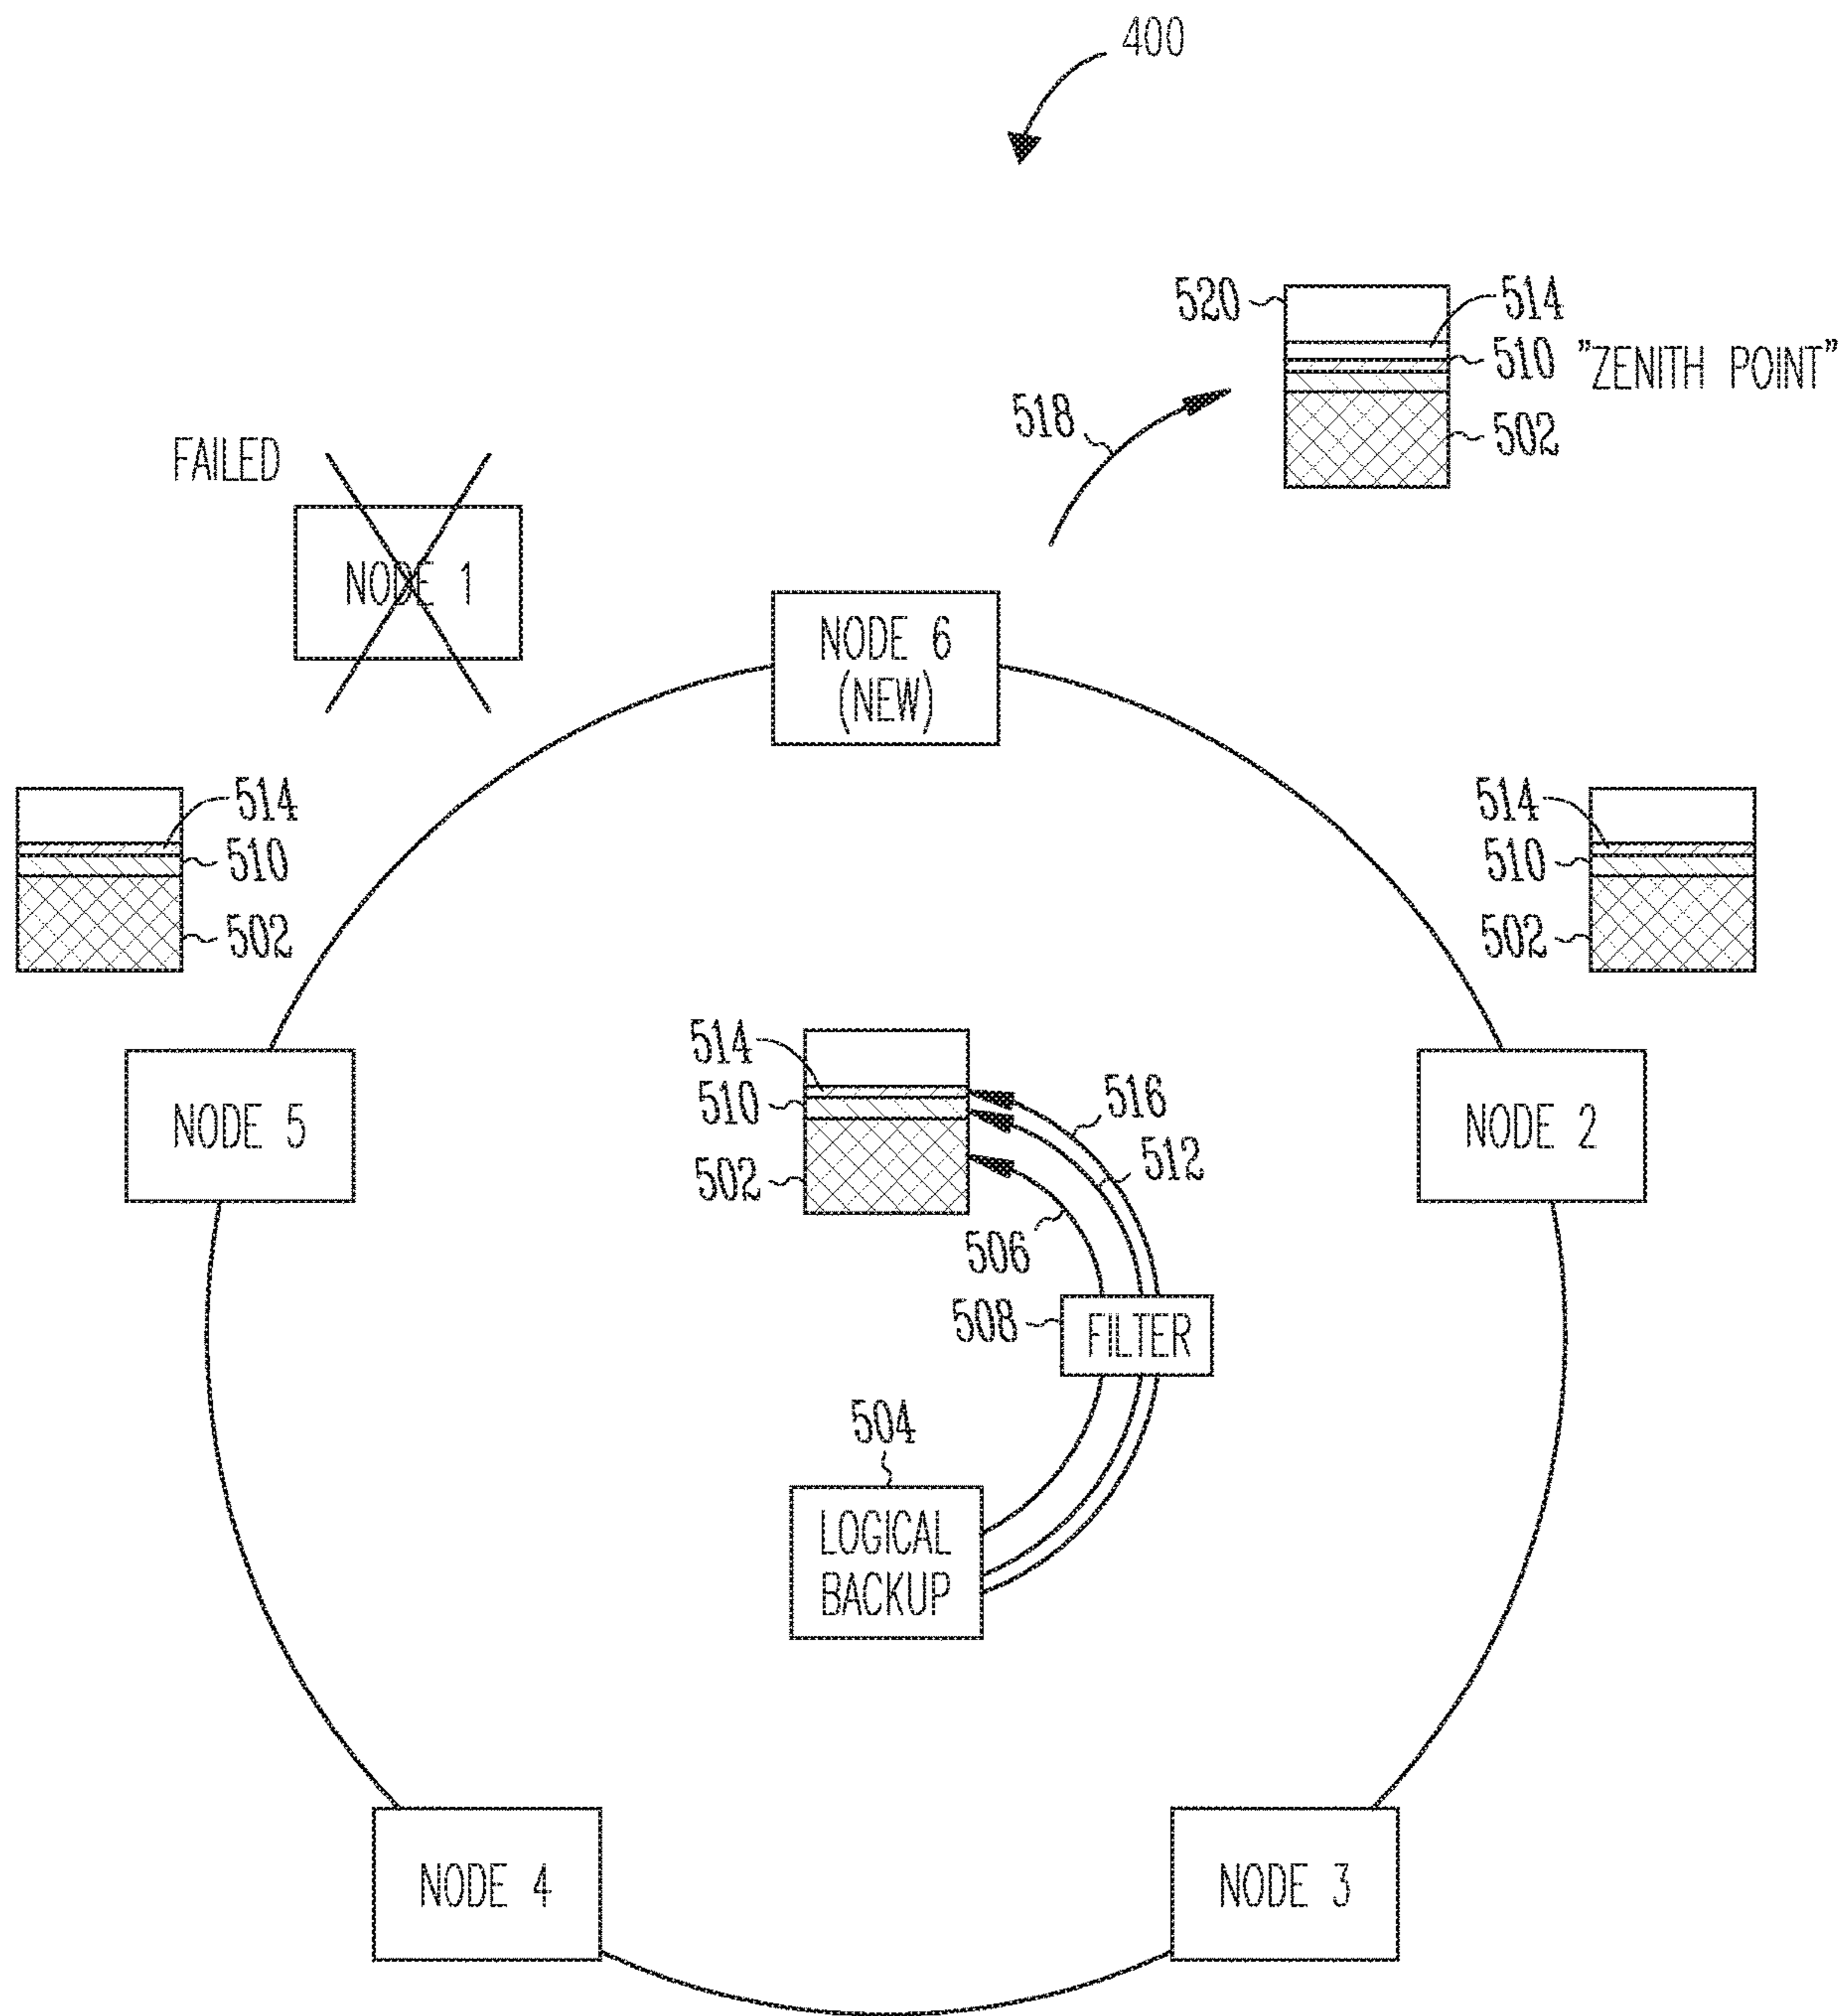 400
520
514
510 "ZENITH POINT"
518
502
FAILED
NODE 1
NODE 6
(NEW)
514
510
502
514
510
502
NODE 5
514
510
502
516
512
506
NODE 2
508
FILTER
504
LOGICAL
BACKUP
NODE 4
NODE 3